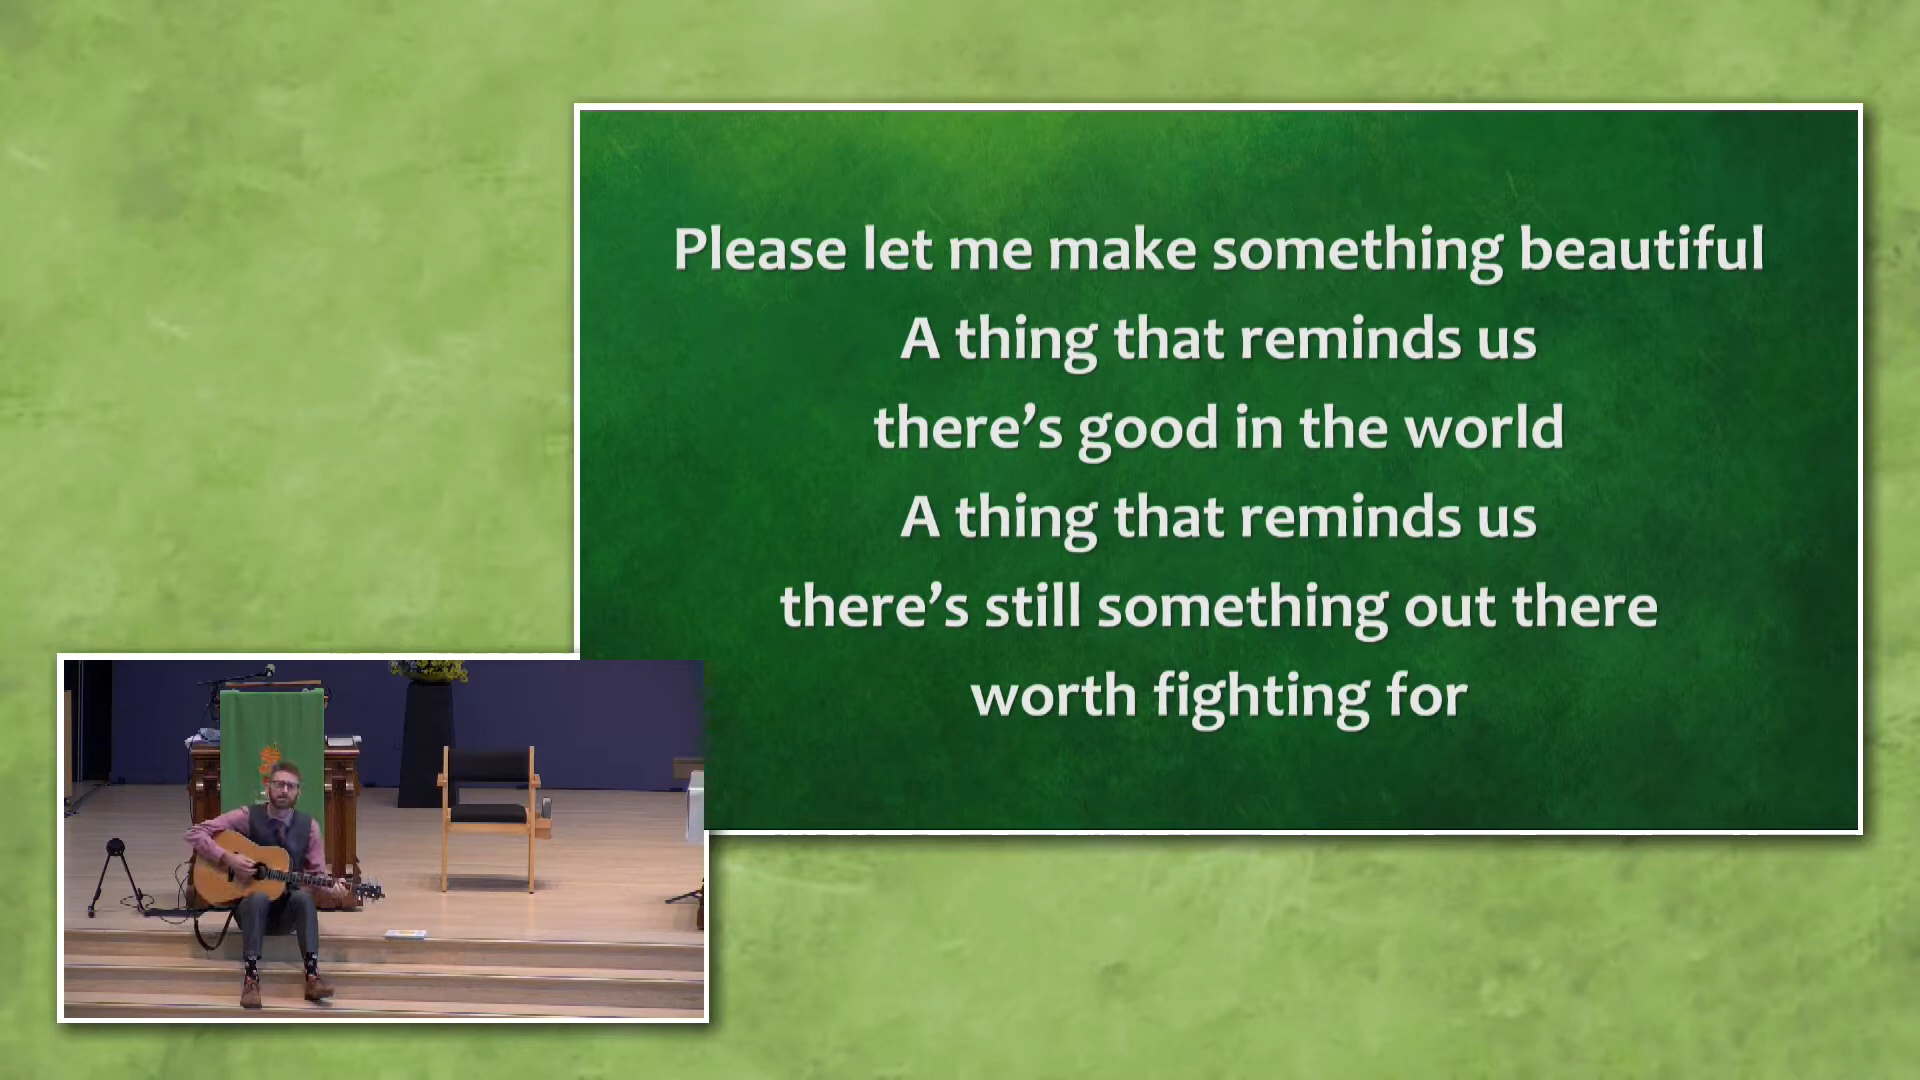 Please let me make something beautiful
A thing that reminds us
there’s good in the world
A thing that reminds us
there’s still something out there
worth fighting for